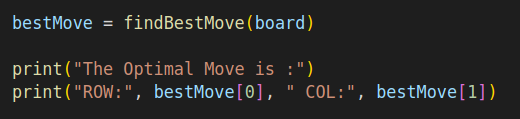 bestMove = findBestMove(board)
print("The Optimal Move is :")
print("ROW:", bestMove[0], " COL:", bestMove[1])